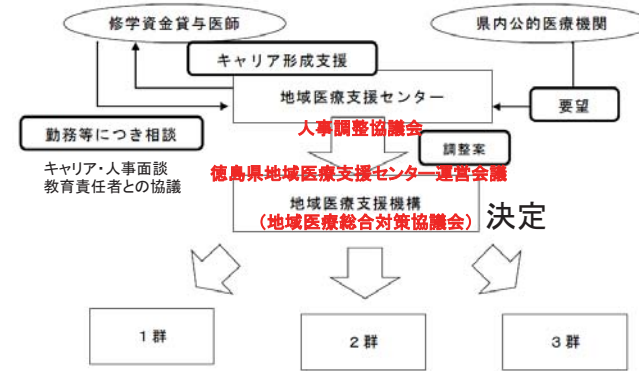 修学資金貸与医師
県内公的医療機関
キャリア形成支援
地域医療支援センター
要望
人事調整協議会
勤務等につき相談
調整案
キャリア・人事面談
教育責任者との協議
徳島県地域医療支援センター運営会議
地域医療支援機構
（地域医療総合対策協議会）
決定
1群
2群
3群